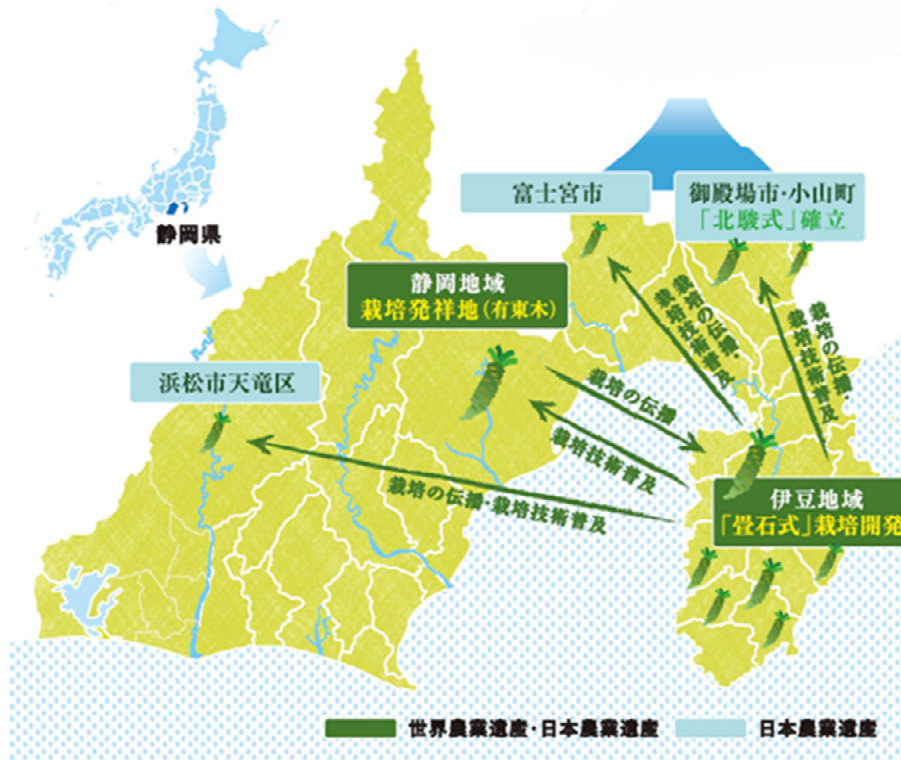 静岡県
富士宮市
御殿場市・小山町
「北駿式」確立
静岡地域
栽培発祥地(有東木)
浜松市天竜区
栽培の伝播・
栽培技術普及
栽培の伝播・
栽培技術普及
栽培の伝播
栽培技術普及
栽培の伝播・栽培技術普及
伊豆地域
「畳石式」栽培開発
世界農業遺産・日本農業遺産
日本農業遺産